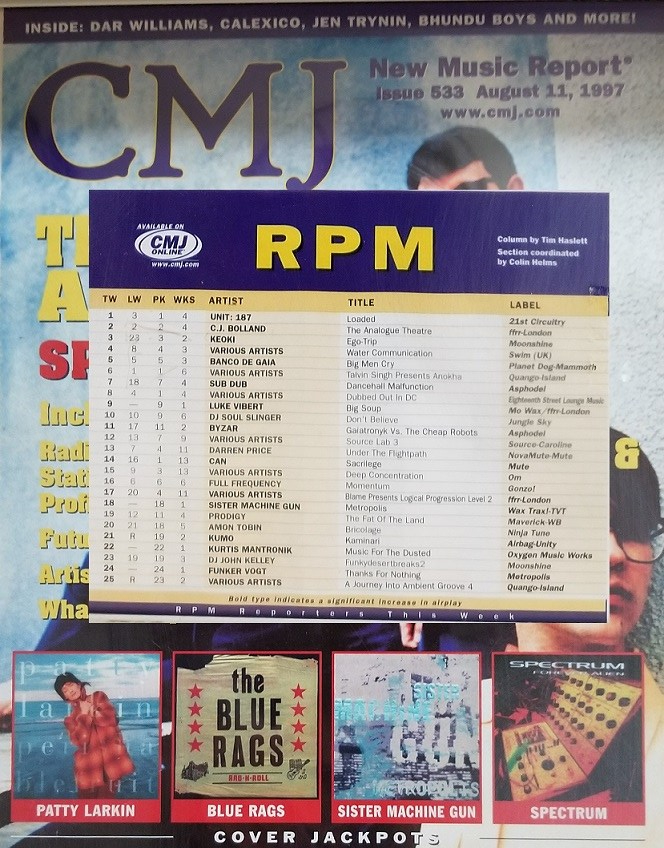 INSIDE: DAR WILLIAMS, CALEXICO, JEN TRYNIN, BHUNDU BOYS AND MORE!
CMJ
New Music Report®
Issue 533 August 11, 1997
www.cmj.com
AVAILABLE ON
CMJ
ONLINE
www.cmj.com
RPM
Column by Tim Haslett
Section coordinated
by Colin Helms
TW LW PK WKS ARTIST TITLE LABEL
1 3 1 4 UNIT: 187 Loaded 21st Circuitry
2 2 2 4 C.J. BOLLAND The Analogue Theatre ffrr-London
3 23 3 2 KEOKI Ego-Trip Moonshine
4 8 4 3 VARIOUS ARTISTS Water Communication Swim (UK)
5 5 5 3 BANCO DE GAIA Big Men Cry Planet Dog-Mammoth
6 1 1 6 VARIOUS ARTISTS Talvin Singh Presents Anokha Quango-Island
7 18 7 4 SUB DUB Dancehall Malfunction Asphodel
8 4 1 4 VARIOUS ARTISTS Dubbed Out In DC Eighteenth Street Lounge Music
9 — 9 1 LUKE VIBERT Big Soup Mo Wax/ffrr-London
10 10 9 6 DJ SOUL SLINGER Don't Believe Jungle Sky
11 17 11 2 BYZAR Gaiatronyk Vs. The Cheap Robots Asphodel
12 13 7 9 VARIOUS ARTISTS Source Lab 3 Source-Caroline
13 7 4 11 DARREN PRICE Under The Flightpath NovaMute-Mute
14 16 1 13 CAN Sacrilege Mute
15 9 3 13 VARIOUS ARTISTS Deep Concentration Om
16 6 6 6 FULL FREQUENCY Momentum Gonzo!
17 20 4 11 VARIOUS ARTISTS Blame Presents Logical Progression Level 2 ffrr-London
18 — 18 1 SISTER MACHINE GUN Metropolis Wax Trax!-TVT
19 12 11 4 PRODIGY The Fat Of The Land Maverick-WB
20 21 18 5 AMON TOBIN Bricolage Ninja Tune
21 R 19 2 KUMO Kaminari Airbag-Unity
22 — 22 1 KURTIS MANTRONIK Music For The Dusted Oxygen Music Works
23 19 19 3 DJ JOHN KELLEY Funkydesertbreaks2 Moonshine
24 — 24 1 FUNKER VOGT Thanks For Nothing Metropolis
25 R 23 2 VARIOUS ARTISTS A Journey Into Ambient Groove 4 Quango-Island
Bold type indicates a significant increase in airplay
RPM Reporters This Week
&
patty
larkin
the
BLUE
RAGS
RAG-N-ROLL
SISTER
MACHINE
GUN
METROPOLIS
SPECTRUM
FOREVER ALIEN
PATTY LARKIN
BLUE RAGS
SISTER MACHINE GUN
SPECTRUM
COVER JACKPOTS